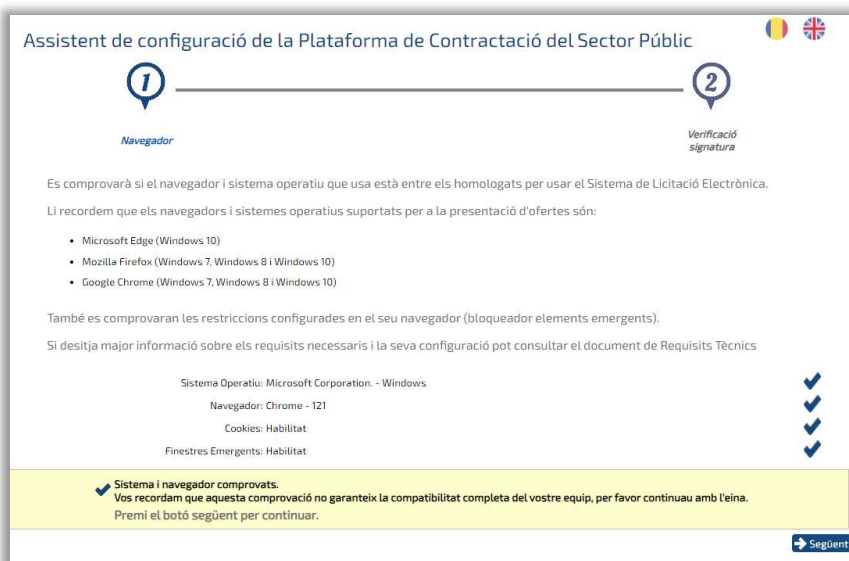 Assistent de configuració de la Plataforma de Contractació del Sector Públic
1
2
Navegador
Verificació
signatura
Es comprovarà si el navegador i sistema operatiu que usa està entre els homologats per usar el Sistema de Licitació Electrònica.
Li recordem que els navegadors i sistemes operatius suportats per a la presentació d'ofertes són:
• Microsoft Edge (Windows 10)
• Mozilla Firefox (Windows 7, Windows 8 i Windows 10)
• Google Chrome (Windows 7, Windows 8 i Windows 10)
També es comprovaran les restriccions configurades en el seu navegador (bloqueador elements emergents).
Si desitja major informació sobre els requisits necessaris i la seva configuració pot consultar el document de Requisits Tècnics
Sistema Operatiu: Microsoft Corporation. - Windows
Navegador: Chrome - 121
Cookies: Habilitat
Finestres Emergents: Habilitat
Sistema i navegador comprovats.
Vos recordam que aquesta comprovació no garanteix la compatibilitat completa del vostre equip, per favor continuau amb l'eina.
Premi el botó següent per continuar.
Següent